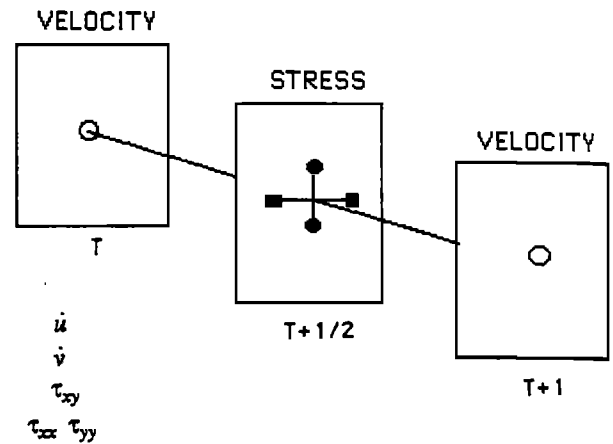 VELOCITY
STRESS
VELOCITY
T
T+1/2
T+1
u̇
v̇
τxy
τxx τyy